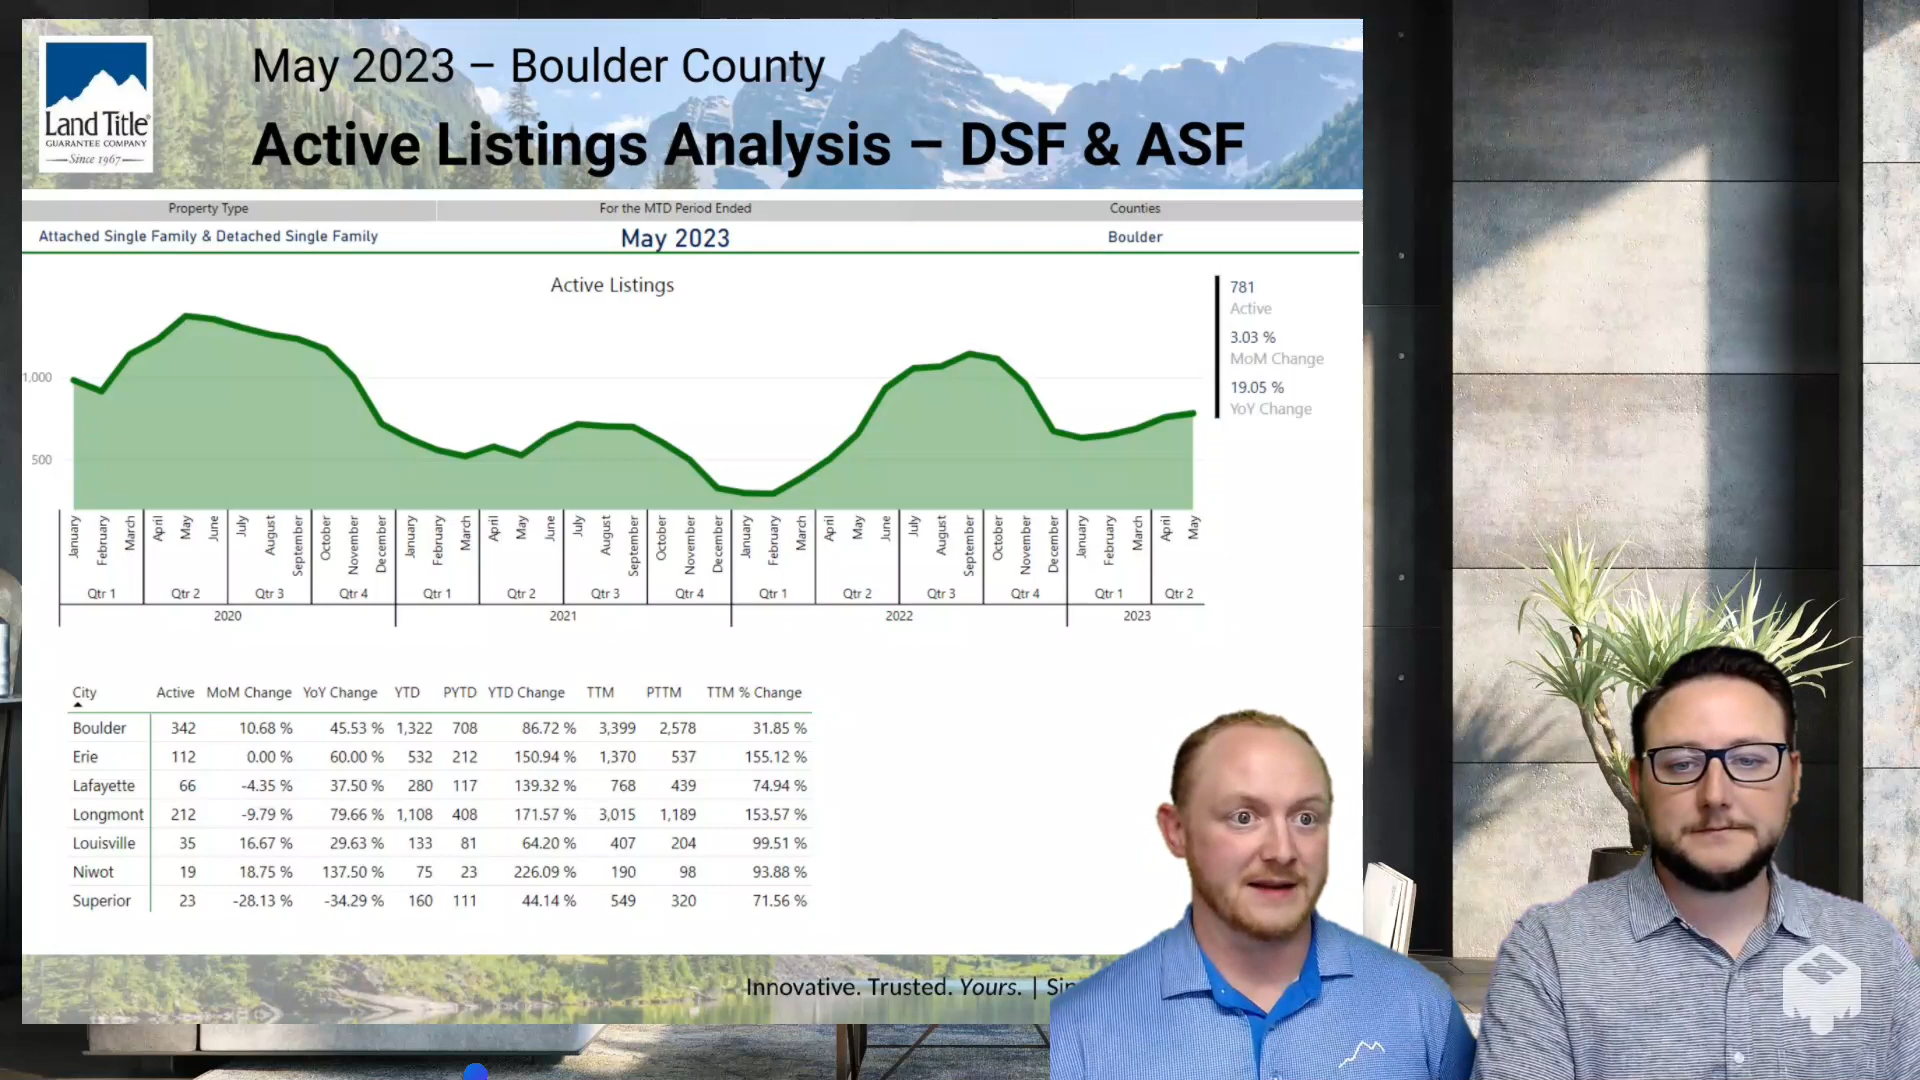 Land Title
GUARANTEE COMPANY
Since 1967
May 2023 – Boulder County
Active Listings Analysis – DSF & ASF
Property Type For the MTD Period Ended Counties
Attached Single Family & Detached Single Family May 2023 Boulder
Active Listings
781
Active
3.03 %
MoM Change
19.05 %
YoY Change
1,000
500
January February March April May June July August September October November December January February March April May June July August September October November December January February March April May June July August September October November December January February March April May
Qtr 1 Qtr 2 Qtr 3 Qtr 4 Qtr 1 Qtr 2 Qtr 3 Qtr 4 Qtr 1 Qtr 2 Qtr 3 Qtr 4 Qtr 1 Qtr 2
2020 2021 2022 2023
City Active MoM Change YoY Change YTD PYTD YTD Change TTM PTTM TTM % Change
Boulder 342 10.68 % 45.53 % 1,322 708 86.72 % 3,399 2,578 31.85 %
Erie 112 0.00 % 60.00 % 532 212 150.94 % 1,370 537 155.12 %
Lafayette 66 -4.35 % 37.50 % 280 117 139.32 % 768 439 74.94 %
Longmont 212 -9.79 % 79.66 % 1,108 408 171.57 % 3,015 1,189 153.57 %
Louisville 35 16.67 % 29.63 % 133 81 64.20 % 407 204 99.51 %
Niwot 19 18.75 % 137.50 % 75 23 226.09 % 190 98 93.88 %
Superior 23 -28.13 % -34.29 % 160 111 44.14 % 549 320 71.56 %
Innovative. Trusted. Yours. |